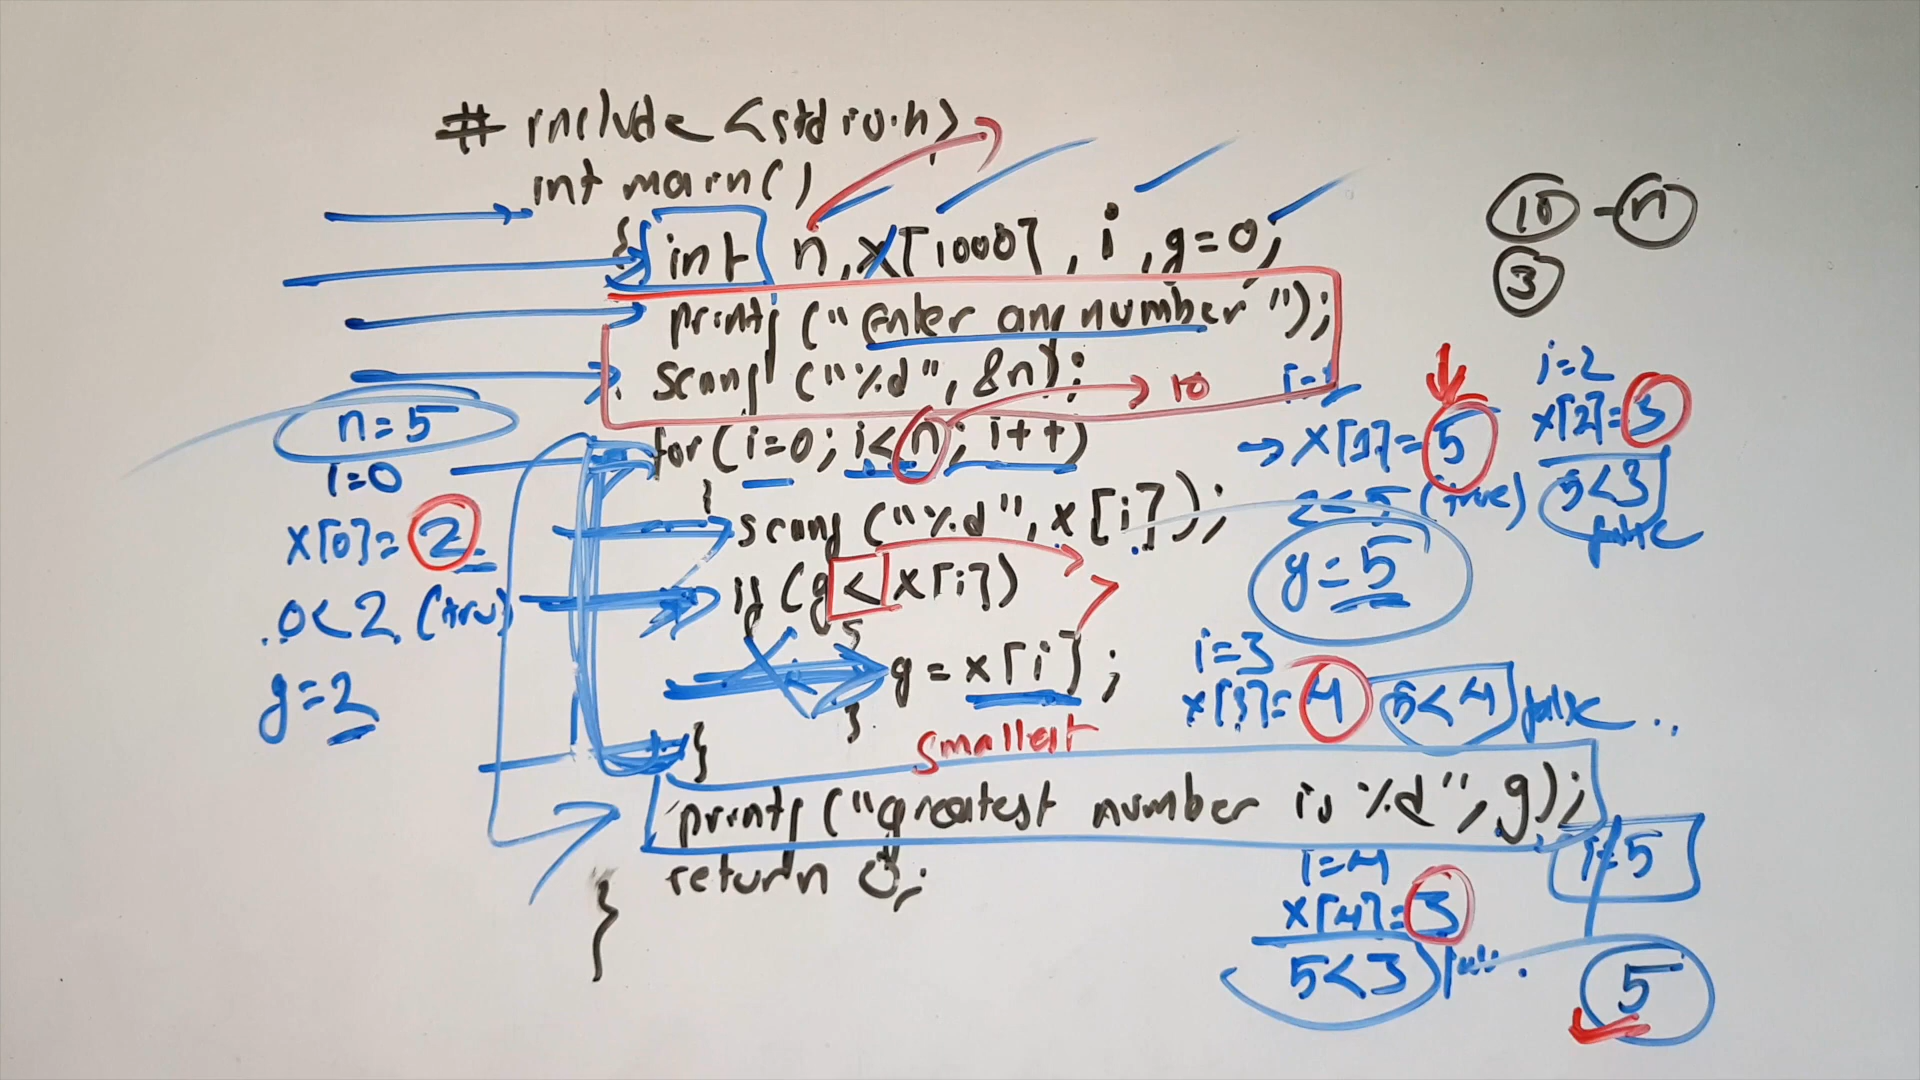 # include <stdio.h>
int main()
{
int n, x[1000], i, g=0;
printf ("Enter any number");
scanf ("%d", &n);
for (i=0; i<n; i++)
{
scanf ("%d", x[i]);
if (g < x[i])
{
g = x[i];
}
}
printf ("greatest number is %d", g);
return 0;
}
10
smallest
n=5
i=0
x[0]=2
0<2 (true)
g=2
10 - n
3
i=1
x[1]=5
2<5 (true)
g=5
i=2
x[2]=3
5<3
false
i=3
x[3]=4 5<4 false
i=4
x[4]=3
5<3
i=5
5